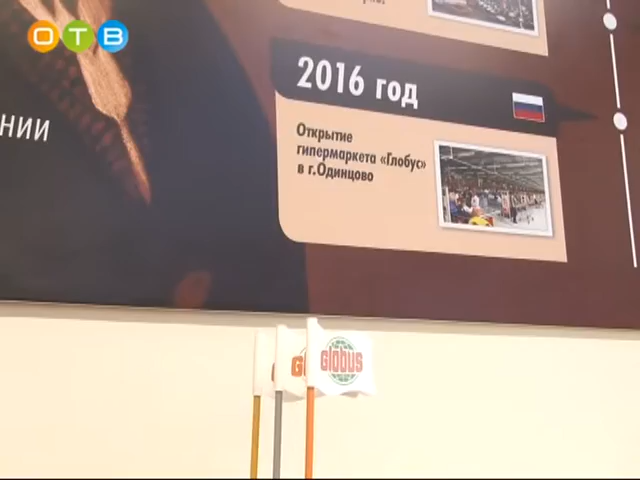 ОТВ
2016 год
НИИ
Открытие
гипермаркета «Глобус»
в г.Одинцово
GLOBUS